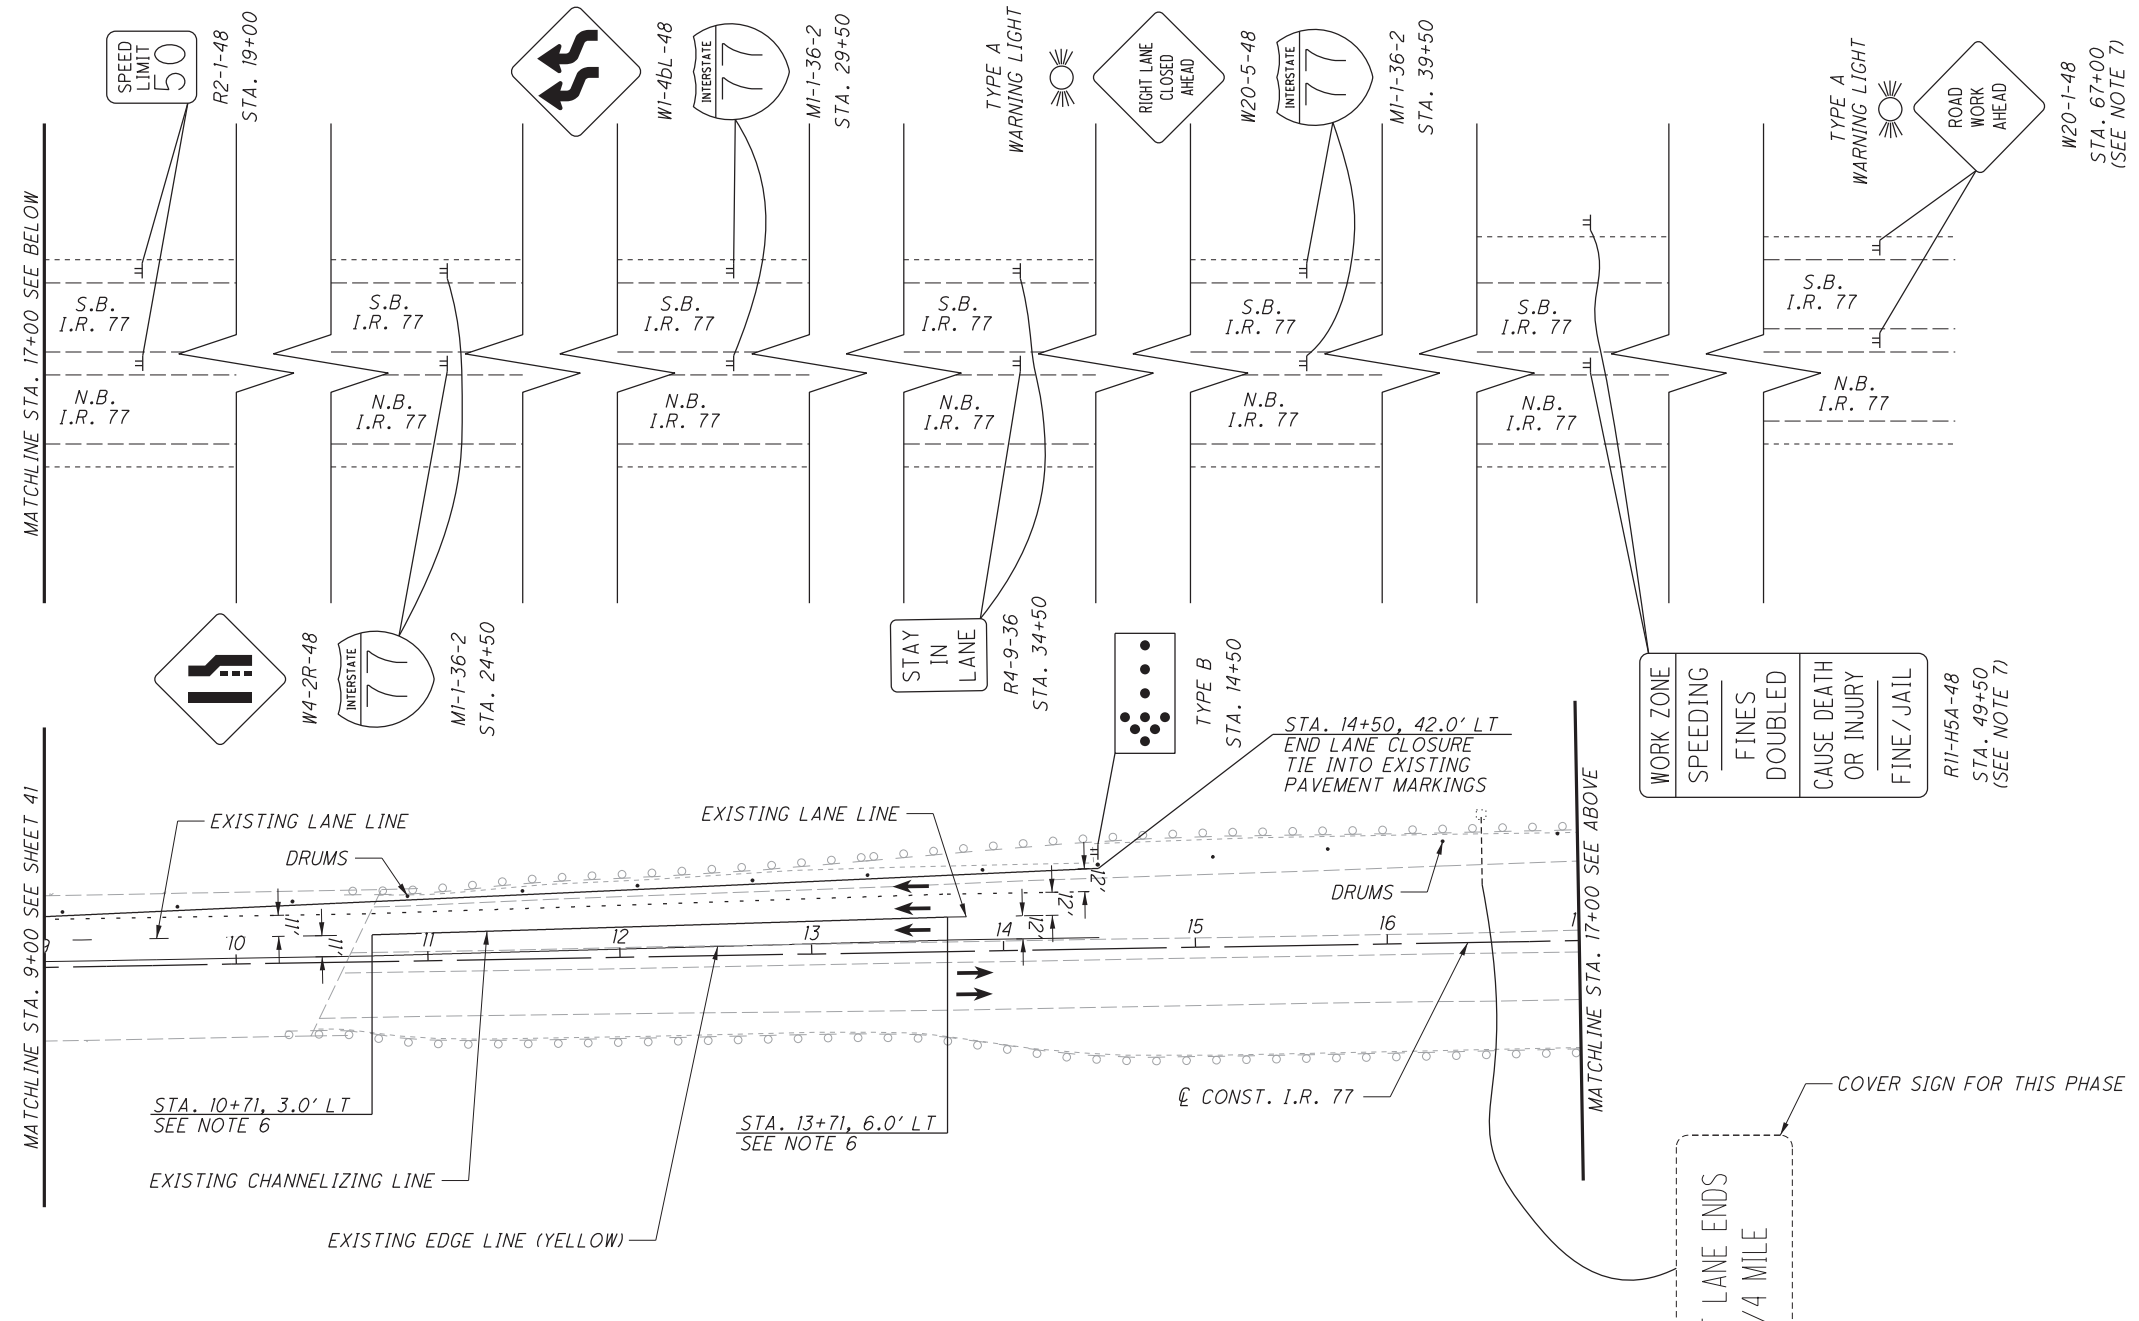 MATCHLINE STA. 17+00 SEE BELOW
SPEED
LIMIT
50
R2-1-48
STA. 19+00
W1-4bL-48
INTERSTATE
77
M1-1-36-2
STA. 29+50
TYPE A
WARNING LIGHT
RIGHT LANE
CLOSED
AHEAD
W20-5-48
INTERSTATE
77
M1-1-36-2
STA. 39+50
TYPE A
WARNING LIGHT
ROAD
WORK
AHEAD
W20-1-48
STA. 67+00
(SEE NOTE 7)
S.B.
I.R. 77
S.B.
I.R. 77
S.B.
I.R. 77
S.B.
I.R. 77
S.B.
I.R. 77
S.B.
I.R. 77
S.B.
I.R. 77
N.B.
I.R. 77
N.B.
I.R. 77
N.B.
I.R. 77
N.B.
I.R. 77
N.B.
I.R. 77
N.B.
I.R. 77
N.B.
I.R. 77
W4-2R-48
INTERSTATE
77
M1-1-36-2
STA. 24+50
STAY
IN
LANE
R4-9-36
STA. 34+50
TYPE B
STA. 14+50
WORK ZONE
SPEEDING
FINES
DOUBLED
CAUSE DEATH
OR INJURY
FINE/JAIL
R11-H5A-48
STA. 49+50
(SEE NOTE 7)
STA. 14+50, 42.0' LT
END LANE CLOSURE
TIE INTO EXISTING
PAVEMENT MARKINGS
MATCHLINE STA. 9+00 SEE SHEET 41
EXISTING LANE LINE
DRUMS
EXISTING LANE LINE
DRUMS
11'
11'
12'
12'
12'
10
11
12
13
14
15
16
MATCHLINE STA. 17+00 SEE ABOVE
STA. 10+71, 3.0' LT
SEE NOTE 6
STA. 13+71, 6.0' LT
SEE NOTE 6
℄ CONST. I.R. 77
COVER SIGN FOR THIS PHASE
EXISTING CHANNELIZING LINE
EXISTING EDGE LINE (YELLOW)
LANE ENDS
/4 MILE